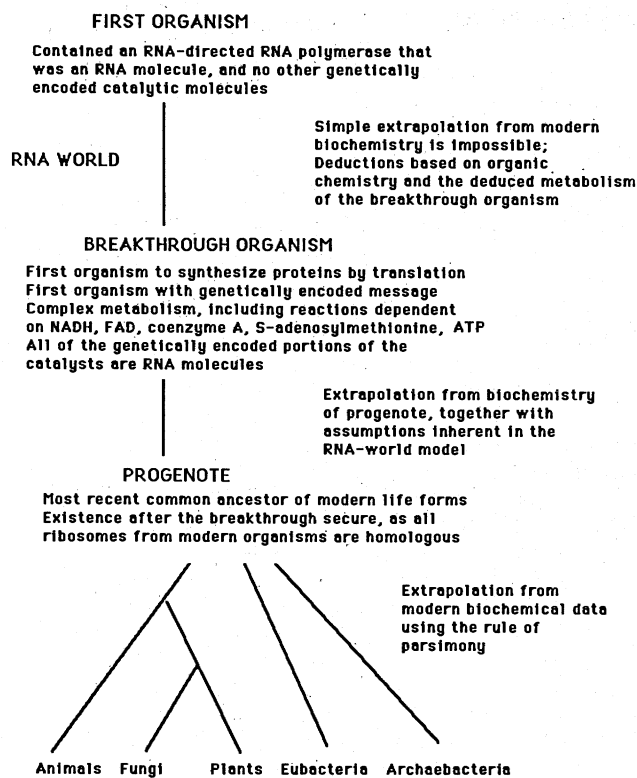 FIRST ORGANISM
Contained an RNA-directed RNA polymerase that
was an RNA molecule, and no other genetically
encoded catalytic molecules
RNA WORLD
Simple extrapolation from modern
biochemistry is impossible;
Deductions based on organic
chemistry and the deduced metabolism
of the breakthrough organism
BREAKTHROUGH ORGANISM
First organism to synthesize proteins by translation
First organism with genetically encoded message
Complex metabolism, including reactions dependent
on NADH, FAD, coenzyme A, S-adenosylmethionine, ATP
All of the genetically encoded portions of the
catalysts are RNA molecules
Extrapolation from biochemistry
of progenote, together with
assumptions inherent in the
RNA-world model
PROGENOTE
Most recent common ancestor of modern life forms
Existence after the breakthrough secure, as all
ribosomes from modern organisms are homologous
Extrapolation from
modern biochemical data
using the rule of
parsimony
Animals Fungi Plants Eubacteria Archaebacteria